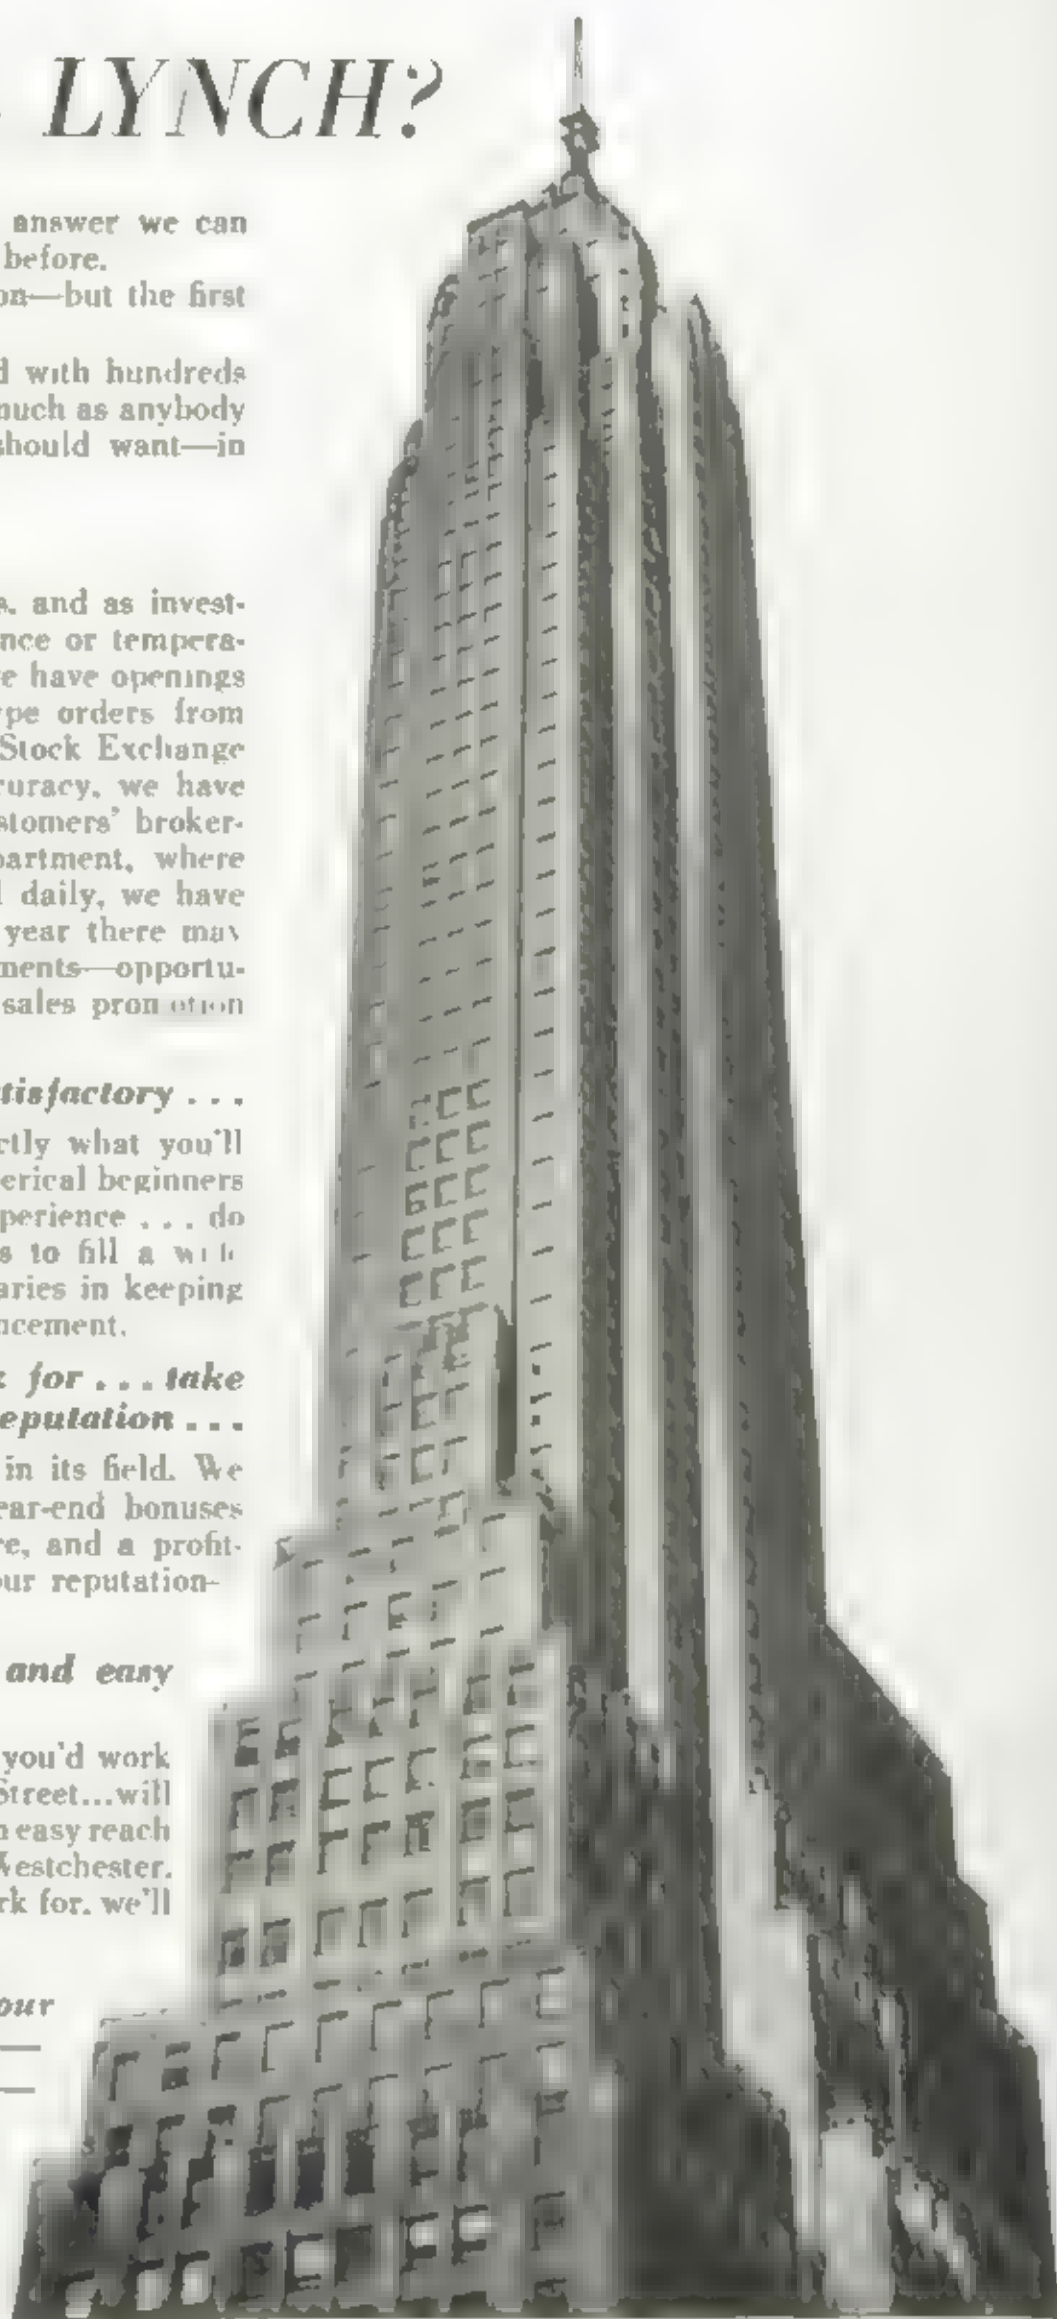 LYNCH?
answer we can
before.
on—but the first
d with hundreds
much as anybody
should want—in
s. and as invest-
nce or tempera-
e have openings
ype orders from
Stock Exchange
curacy, we have
stomers' broker-
partment, where
l daily, we have
year there may
ments—opportu-
sales promotion
tisfactory . . .
ctly what you'll
erical beginners
perience . . . do
s to fill a
aries in keeping
ncement.
k for . . . take
eputation . . .
in its field. We
ear-end bonuses
re, and a profit-
our reputation-
and easy
you'd work
Street...will
n easy reach
Westchester.
rk for. we'll
our